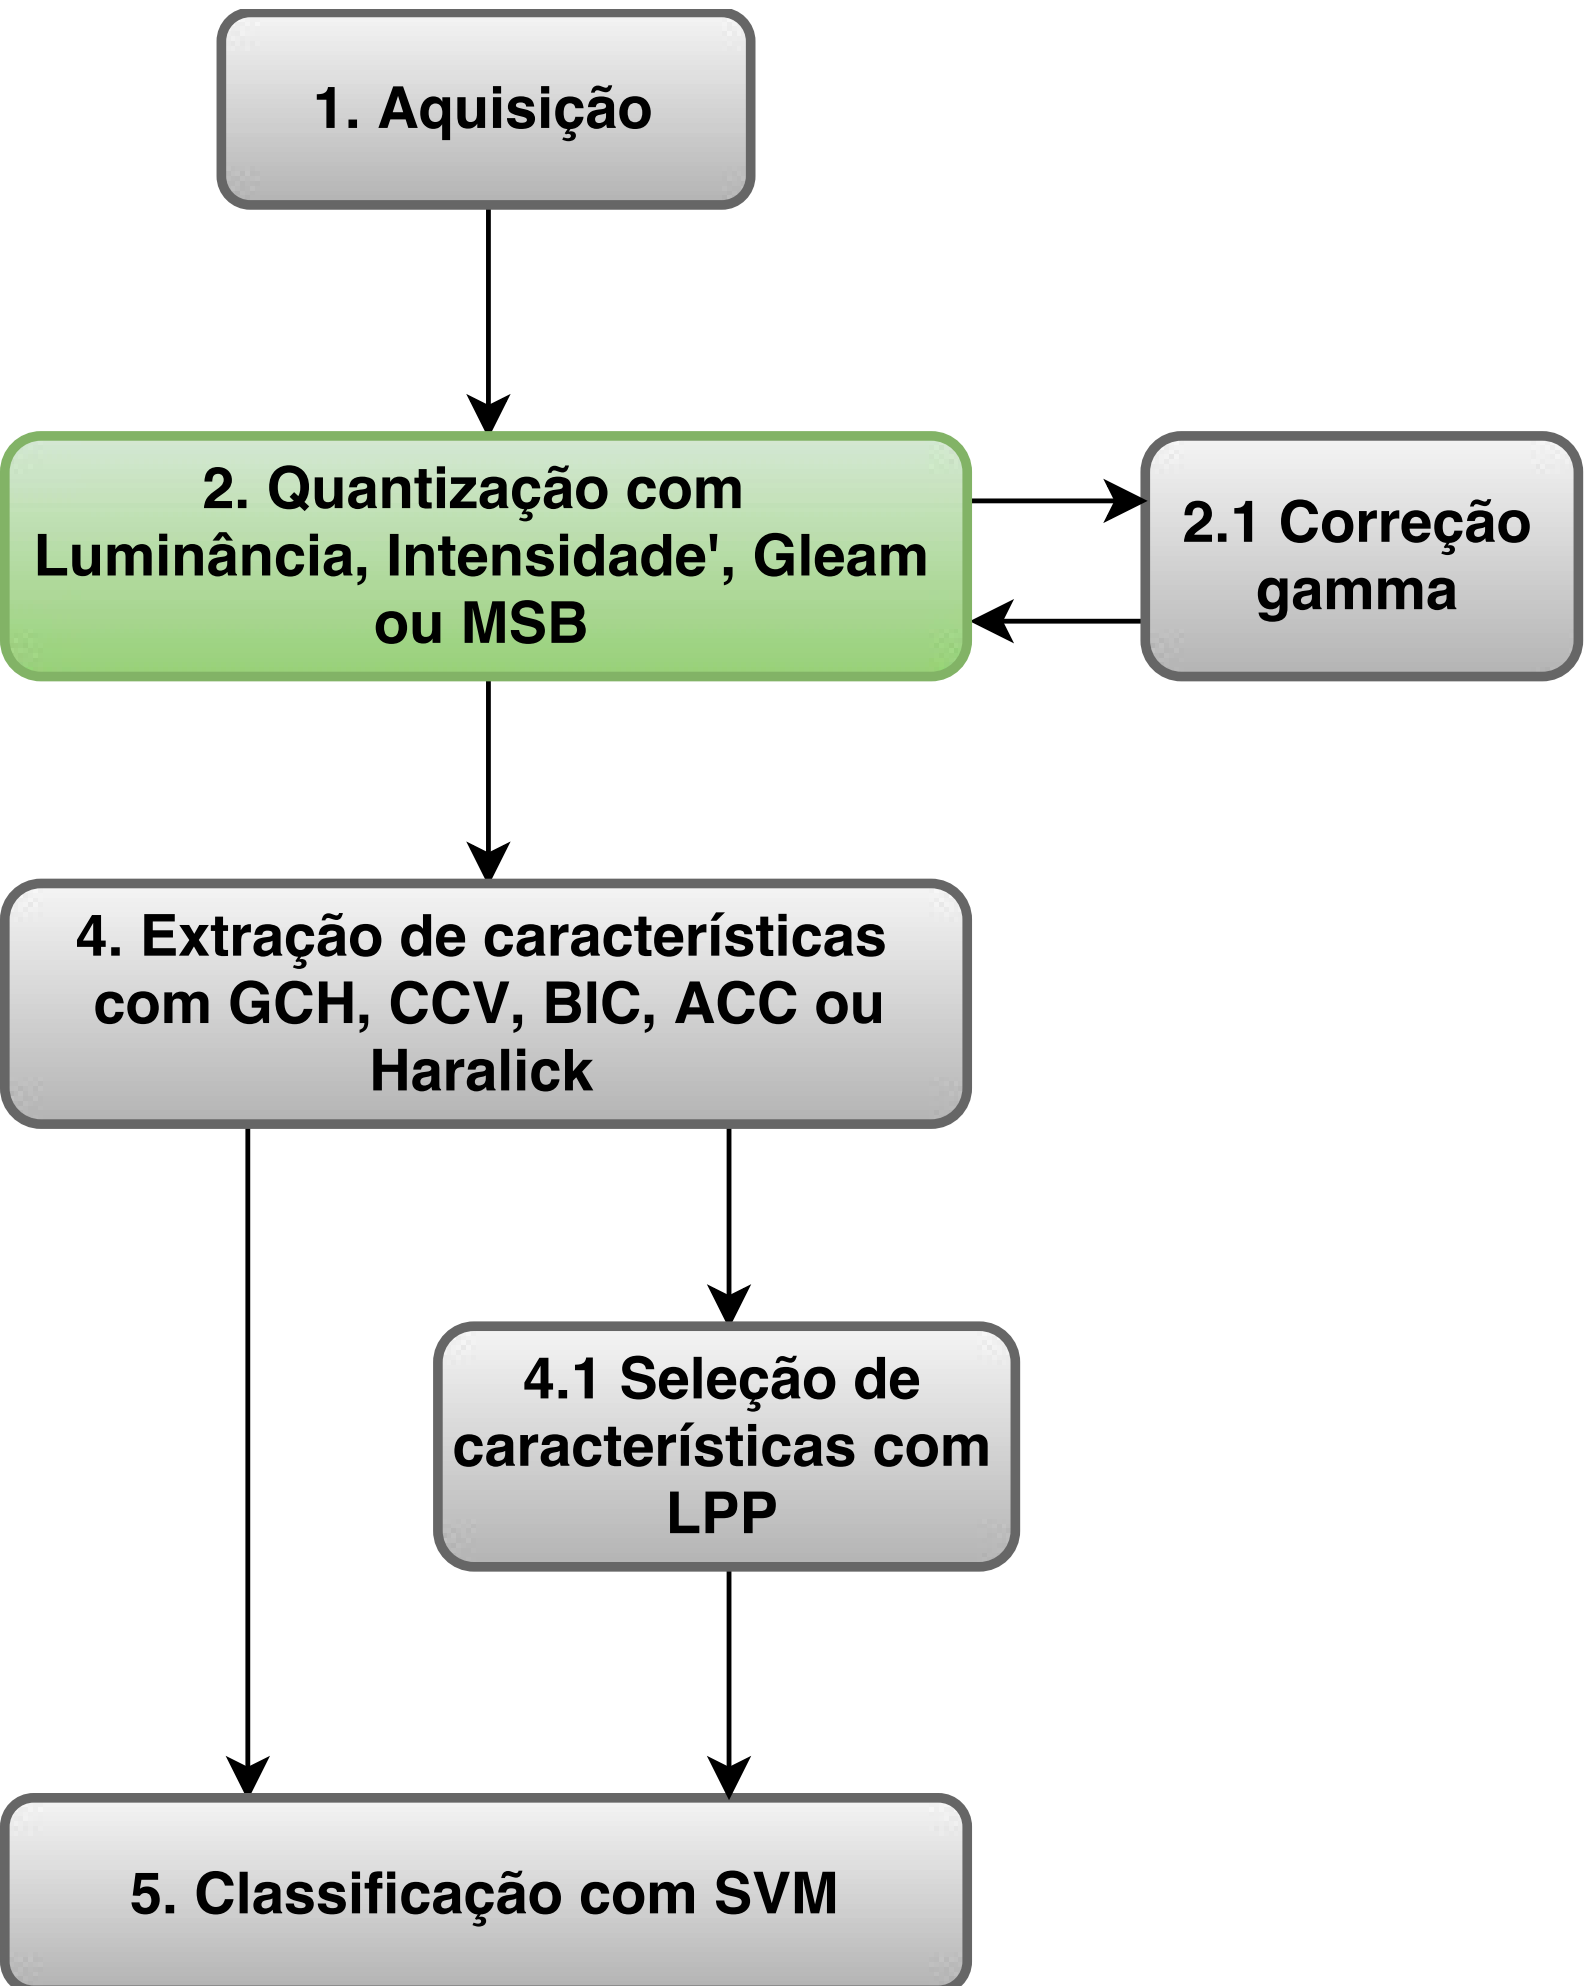 1. Aquisição
2. Quantização com
Luminância, Intensidade', Gleam
ou MSB
2.1 Correção
gamma
4. Extração de características
com GCH, CCV, BIC, ACC ou
Haralick
4.1 Seleção de
características com
LPP
5. Classificação com SVM